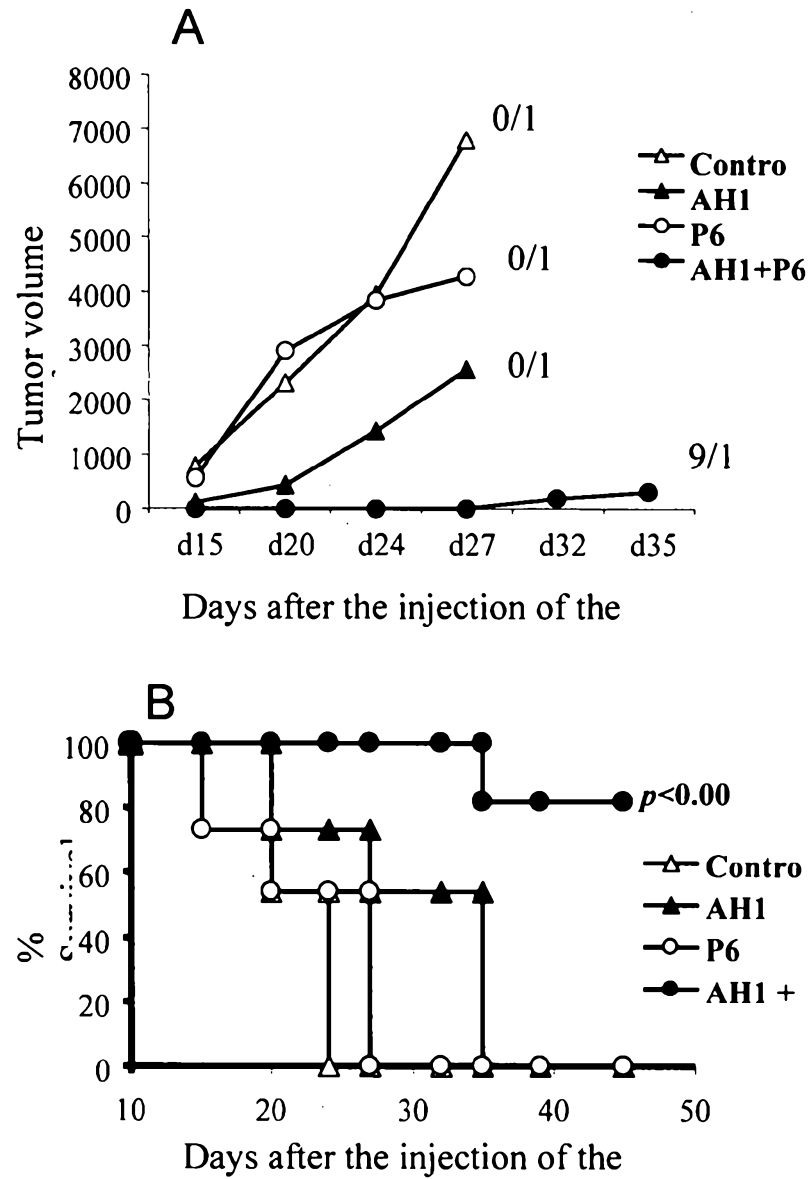 A
8000
7000
6000
5000
4000
3000
2000
1000
0
Tumor volume
0/1
0/1
0/1
9/1
Contro
AH1
P6
AH1+P6
d15 d20 d24 d27 d32 d35
Days after the injection of the
B
100
80
60
40
20
0
%
p<0.00
Contro
AH1
P6
AH1 +
10 20 30 40 50
Days after the injection of the